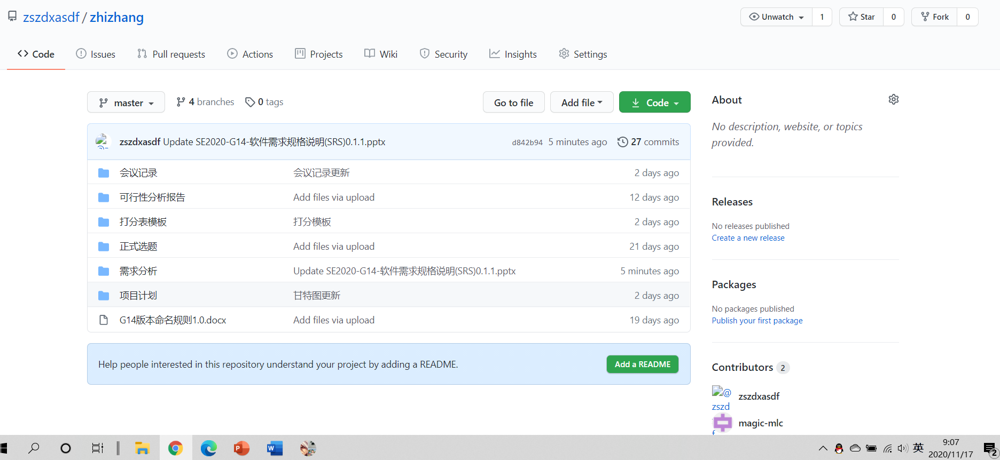 zszdxasdf / zhizhang
Unwatch 1 Star 0 Fork 0
Code Issues Pull requests Actions Projects Wiki Security Insights Settings
master 4 branches 0 tags Go to file Add file Code
zszdxasdf Update SE2020-G14-软件需求规格说明(SRS)0.1.1.pptx d842b94 5 minutes ago 27 commits
会议记录 会议记录更新 2 days ago
可行性分析报告 Add files via upload 12 days ago
打分表模板 打分模板 2 days ago
正式选题 Add files via upload 21 days ago
需求分析 Update SE2020-G14-软件需求规格说明(SRS)0.1.1.pptx 5 minutes ago
项目计划 甘特图更新 2 days ago
G14版本命名规则1.0.docx Add files via upload 19 days ago
Help people interested in this repository understand your project by adding a README. Add a README
About
No description, website, or topics
provided.
Releases
No releases published
Create a new release
Packages
No packages published
Publish your first package
Contributors 2
@
zszd
zszdxasdf
magic-mlc
英
9:07
2020/11/17
2